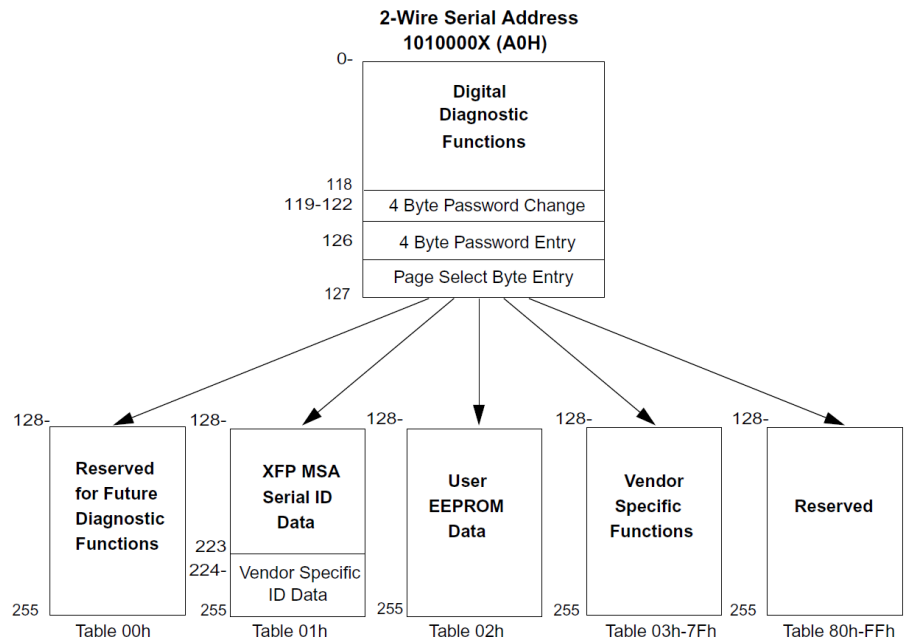 2-Wire Serial Address
1010000X (A0H)
0-
Digital
Diagnostic
Functions
118
119-122
4 Byte Password Change
126
4 Byte Password Entry
Page Select Byte Entry
127
128-
128-
128-
128-
128-
Reserved
for Future
Diagnostic
Functions
255
Table 00h
XFP MSA
Serial ID
Data
223
224-
Vendor Specific
ID Data
255
Table 01h
User
EEPROM
Data
255
Table 02h
Vendor
Specific
Functions
255
Table 03h-7Fh
Reserved
255
Table 80h-FFh